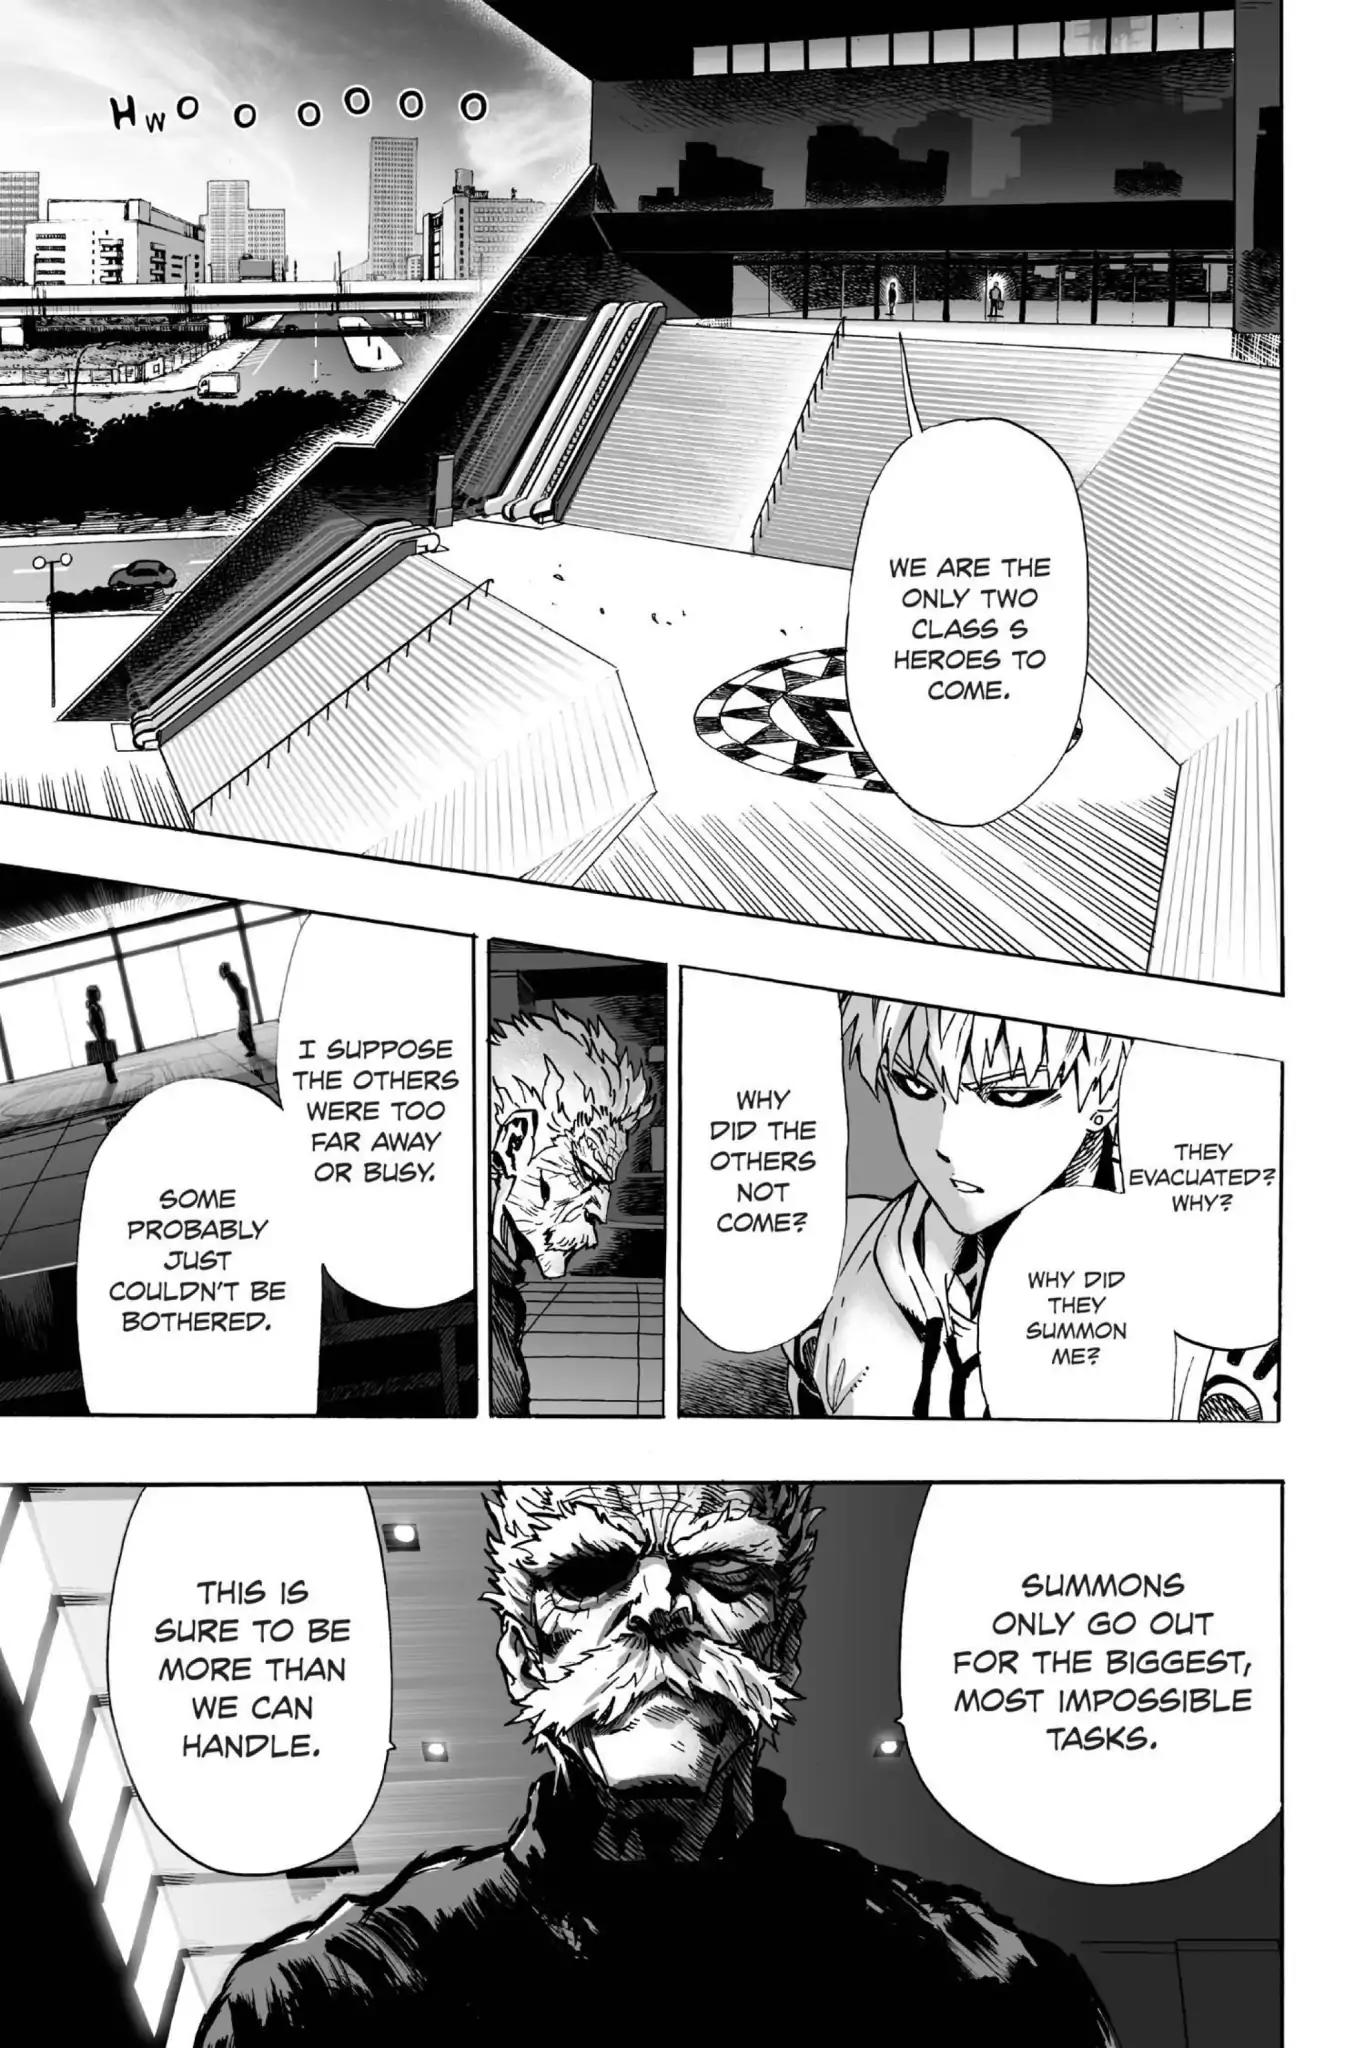 HWOOOOOOO
WE ARE THE
ONLY TWO
CLASS S
HEROES TO
COME.
THEY
EVACUATED?
WHY?
WHY DID
THEY
SUMMON
ME?
WHY
DID THE
OTHERS
NOT
COME?
I SUPPOSE
THE OTHERS
WERE TOO
FAR AWAY
OR BUSY.
SOME
PROBABLY
JUST
COULDN'T BE
BOTHERED.
SUMMONS
ONLY GO OUT
FOR THE BIGGEST,
MOST IMPOSSIBLE
TASKS.
THIS IS
SURE TO BE
MORE THAN
WE CAN
HANDLE.